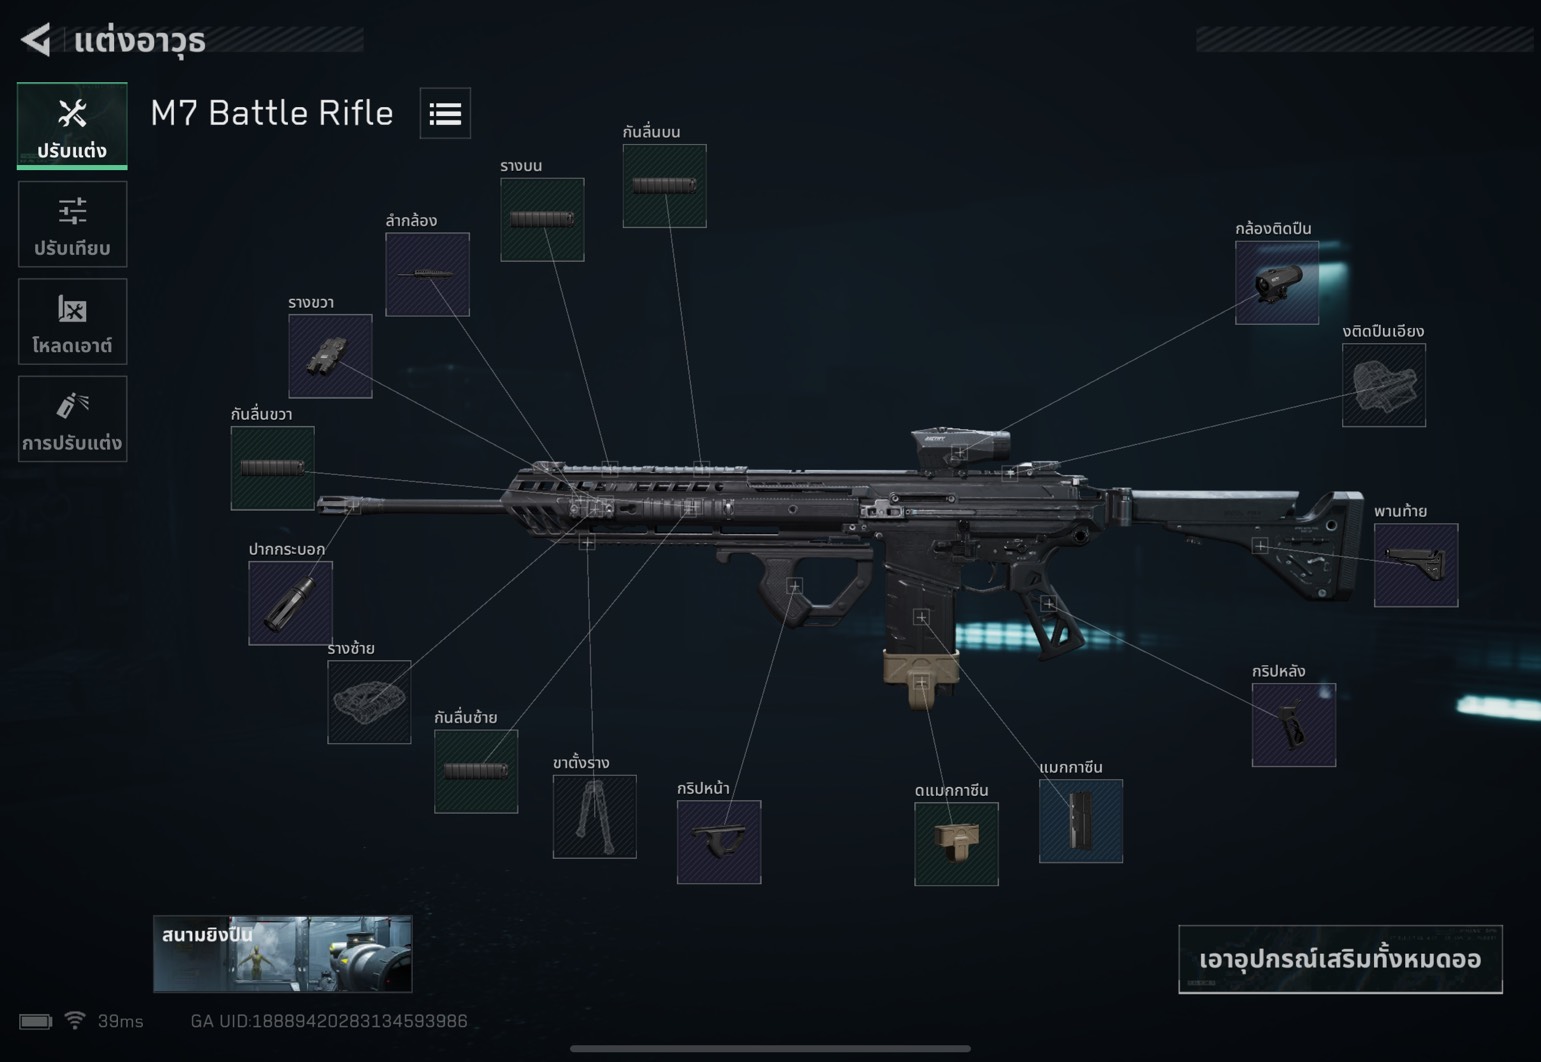 แต่งอาวุธ
M7 Battle Rifle
ปรับแต่ง
ปรับเทียบ
โหลดเอาต์
การปรับแต่ง
กันลื่นบน
รางบน
ลำกล้อง
รางขวา
กันลื่นขวา
ปากกระบอก
รางซ้าย
กันลื่นซ้าย
ขาตั้งราง
กริปหน้า
ดแมกกาซีน
แมกกาซีน
กริปหลัง
พานท้าย
งติดปืนเอียง
กล้องติดปืน
สนามยิงปืน
เอาอุปกรณ์เสริมทั้งหมดออ
39ms
GA UID:18889420283134593986